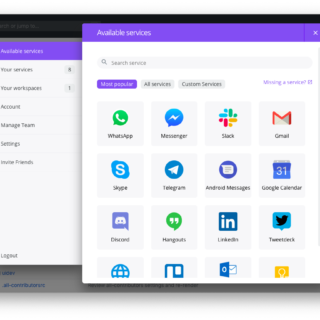 Available services
Your services 8
Your workspaces 1
Account
Manage Team
Settings
Invite Friends
Logout
Available services ×
Search service
Most popular All services Custom Services
Missing a service?
WhatsApp Messenger Slack Gmail
Skype Telegram Android Messages Google Calendar
31
Discord Hangouts LinkedIn Tweetdeck